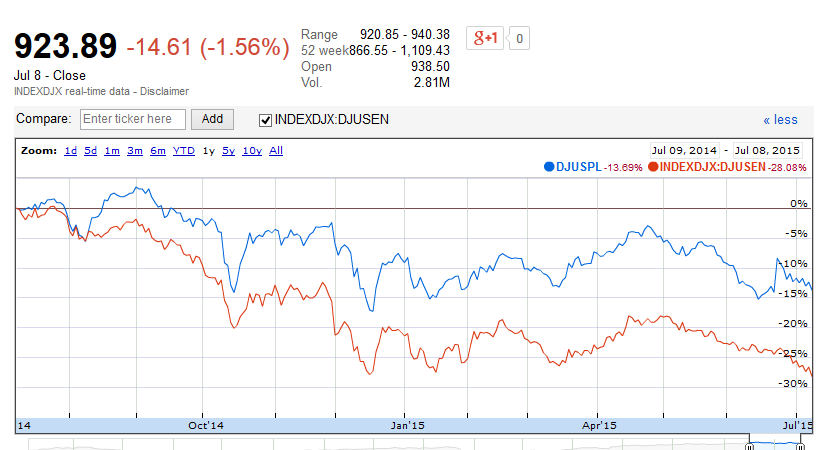 923.89 -14.61 (-1.56%)
Jul 8 - Close
INDEXDJX real-time data - Disclaimer
Range 920.85 - 940.38
52 week 866.55 - 1,109.43
Open 938.50
Vol. 2.81M
g+1 0
Compare: Enter ticker here Add INDEXDJX:DJUSEN « less
Zoom: 1d 5d 1m 3m 6m YTD 1y 5y 10y All Jul 09, 2014 - Jul 08, 2015
DJUSPL -13.69% INDEXDJX:DJUSEN -28.08%
0%
-5%
-10%
-15%
-20%
-25%
-30%
14 Oct'14 Jan'15 Apr'15 Jul'15